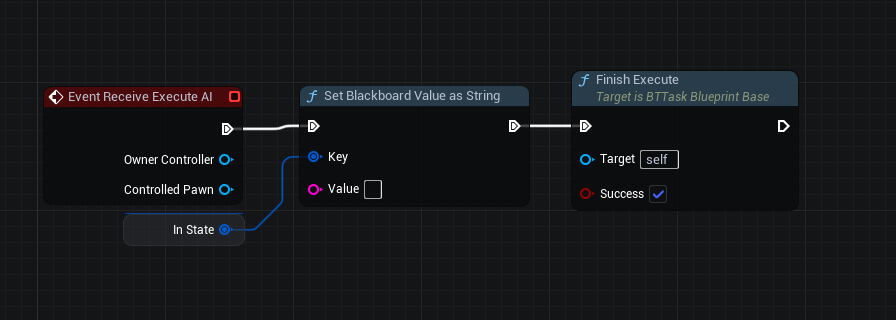 Event Receive Execute AI
Owner Controller
Controlled Pawn
In State
Set Blackboard Value as String
Key
Value
Finish Execute
Target is BTTask Blueprint Base
Target self
Success